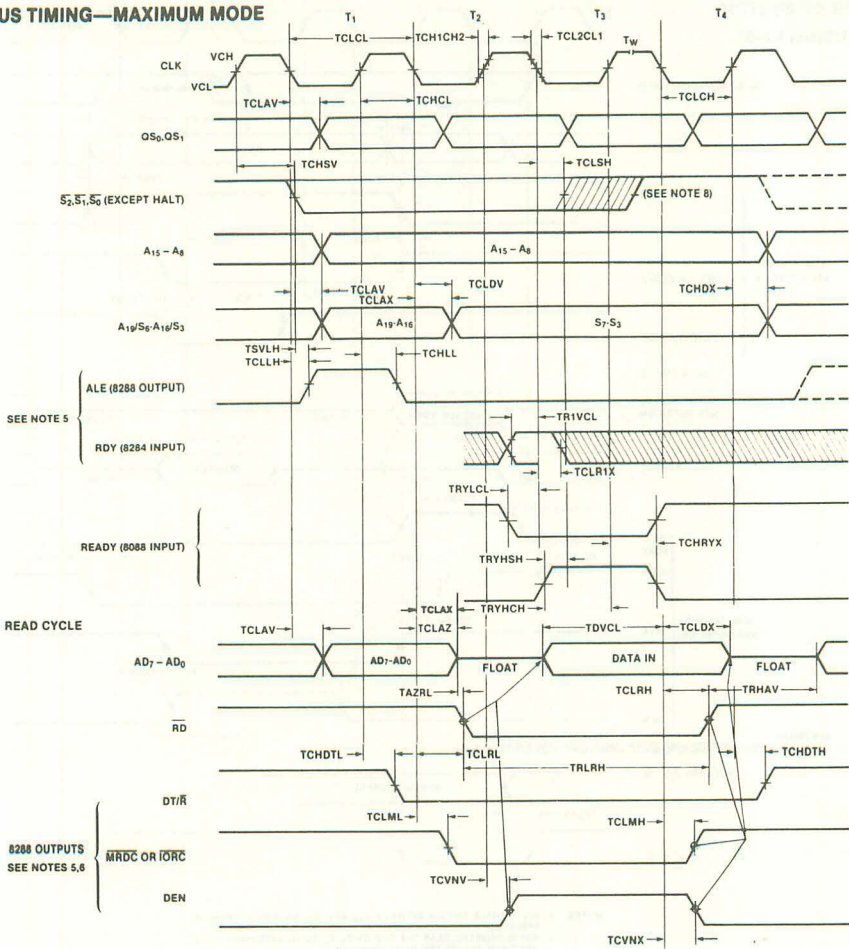 US TIMING—MAXIMUM MODE
T1 T2 T3 T4
TCLCL TCH1CH2 TCL2CL1 TW
CLK VCH
VCL
TCLAV TCHCL TCLCH
QS0,QS1
TCHSV TCLSH
S2,S1,S0 (EXCEPT HALT) (SEE NOTE 8)
A15 – A8 A15 – A8
TCLAV TCLDV TCHDX
TCLAX
A19/S6-A16/S3 A19-A16 S7-S3
TSVLH TCHLL
TCLLH
ALE (8288 OUTPUT)
SEE NOTE 5
TR1VCL
RDY (8284 INPUT)
TCLR1X
TRYLCL
READY (8088 INPUT) TCHRYX
TRYHSH
TCLAX TRYHCH
READ CYCLE
TCLAV TCLAZ TDVCL TCLDX
AD7 – AD0 AD7-AD0 FLOAT DATA IN FLOAT
TAZRL TCLRH TRHAV
RD
TCHDTL TCLRL TRLRH TCHDTH
DT/R
TCLML TCLMH
8288 OUTPUTS
SEE NOTES 5,6
MRDC OR IORC
TCVNV
DEN
TCVNX